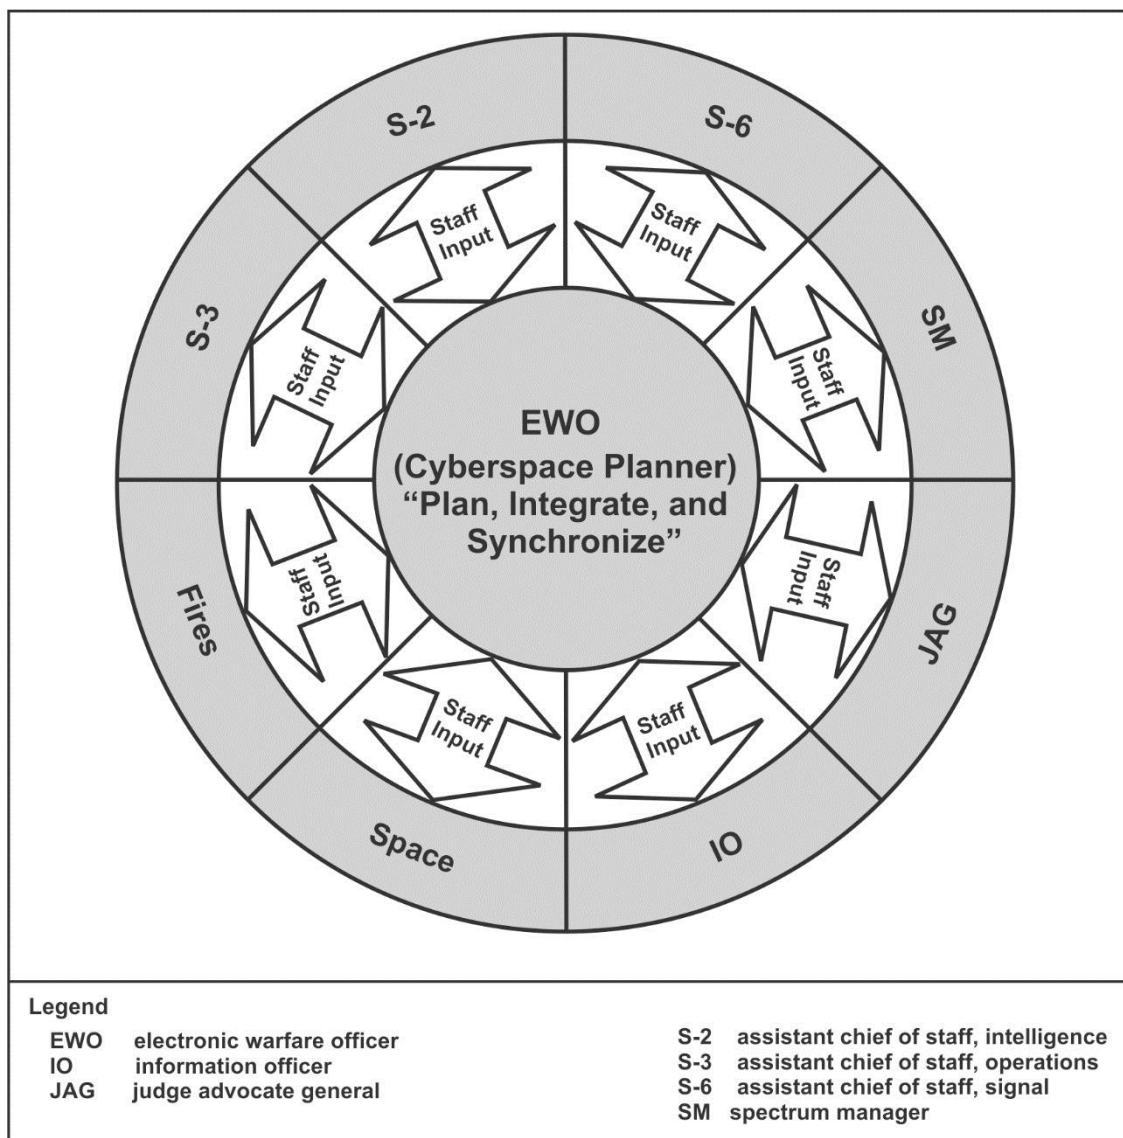 S-2
S-6
SM
JAG
IO
Space
Fires
S-3
Staff
Input
Staff
Input
Staff
Input
Staff
Input
Staff
Input
Staff
Input
Staff
Input
Staff
Input
EWO
(Cyberspace Planner)
“Plan, Integrate, and
Synchronize”
Legend
EWO electronic warfare officer
IO information officer
JAG judge advocate general
S-2 assistant chief of staff, intelligence
S-3 assistant chief of staff, operations
S-6 assistant chief of staff, signal
SM spectrum manager